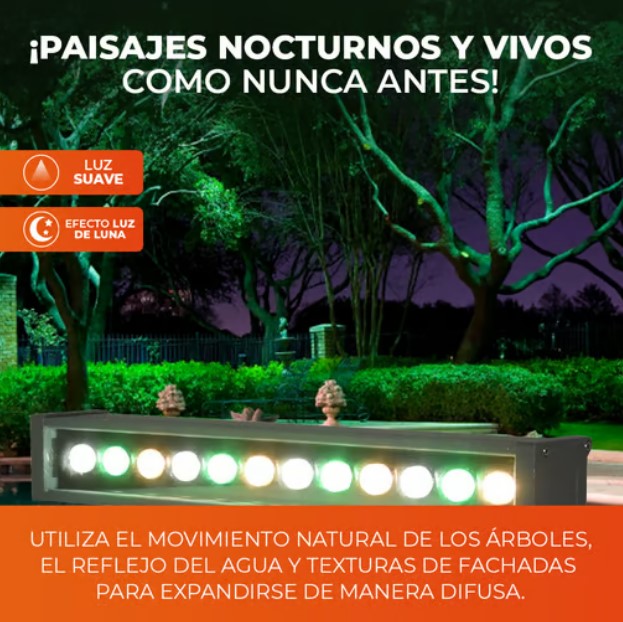 ¡PAISAJES NOCTURNOS Y VIVOS
COMO NUNCA ANTES!
LUZ
SUAVE
EFECTO LUZ
DE LUNA
UTILIZA EL MOVIMIENTO NATURAL DE LOS ÁRBOLES,
EL REFLEJO DEL AGUA Y TEXTURAS DE FACHADAS
PARA EXPANDIRSE DE MANERA DIFUSA.